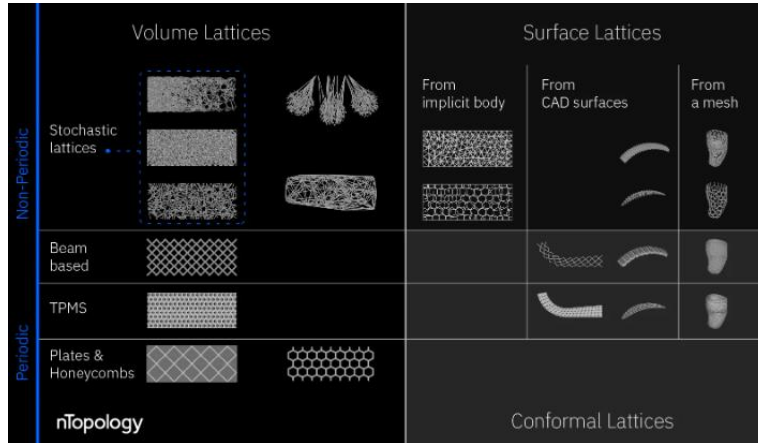 Volume Lattices
Surface Lattices
From
implicit body
From
CAD surfaces
From
a mesh
Non-Periodic
Stochastic
lattices
Beam
based
TPMS
Periodic
Plates &
Honeycombs
nTopology
Conformal Lattices